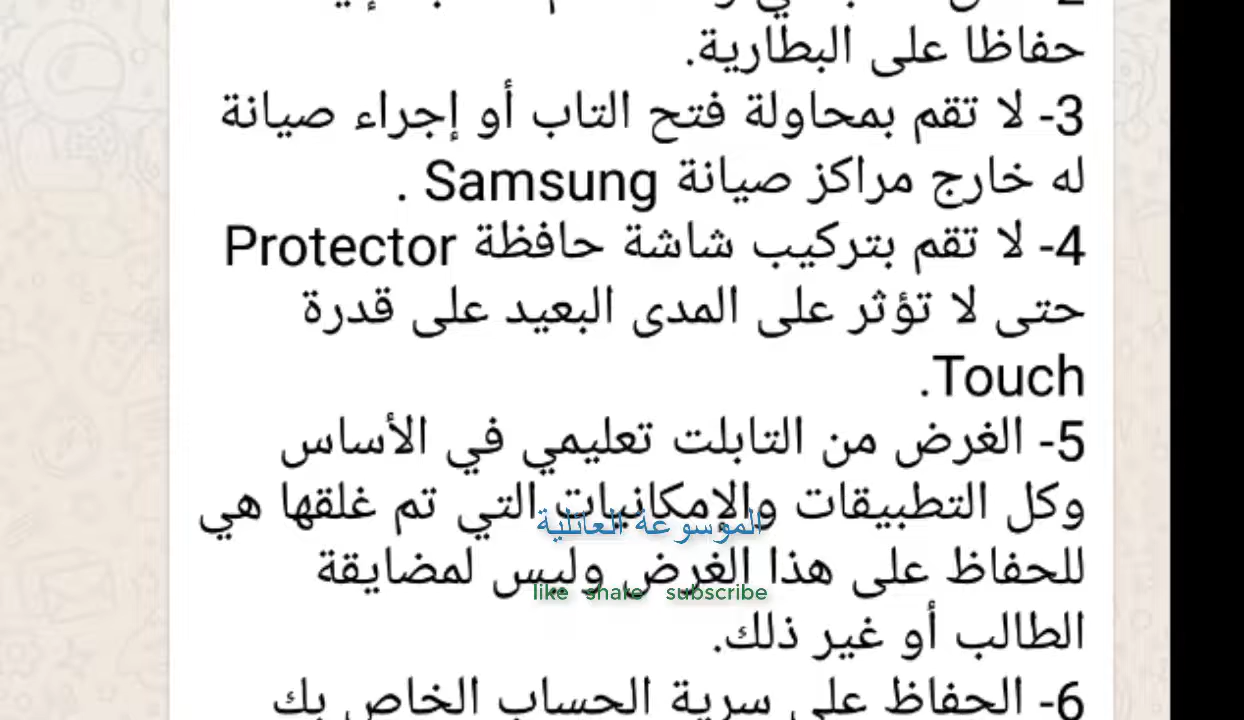 حفاظا على البطارية.
3- لا تقم بمحاولة فتح التاب أو إجراء صيانة
له خارج مراكز صيانة Samsung .
4- لا تقم بتركيب شاشة حافظة Protector
حتى لا تؤثر على المدى البعيد على قدرة
Touch.
5- الغرض من التابلت تعليمي في الأساس
وكل التطبيقات والإمكانيات التي تم غلقها هي
الموسوعة العائلية
للحفاظ على هذا الغرض وليس لمضايقة
like share subscribe
الطالب أو غير ذلك.
6- الحفاظ على سرية الحساب الخاص بك